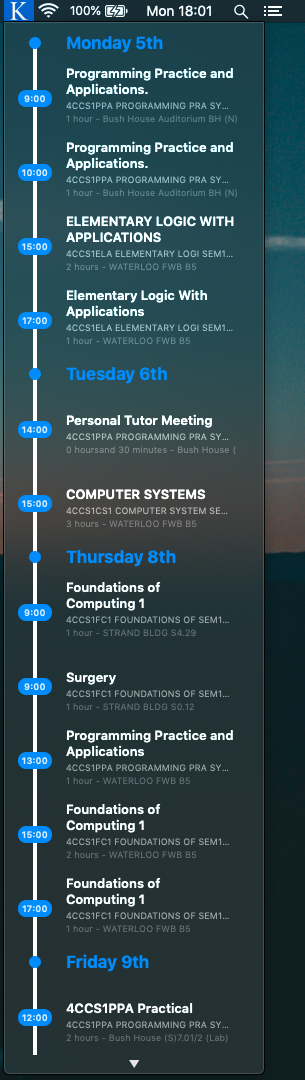 K 100% Mon 18:01
Monday 5th
Programming Practice and
Applications.
9:00
4CCS1PPA PROGRAMMING PRA SY...
1 hour - Bush House Auditorium BH (N)
Programming Practice and
Applications.
10:00
4CCS1PPA PROGRAMMING PRA SY...
1 hour - Bush House Auditorium BH (N)
ELEMENTARY LOGIC WITH
APPLICATIONS
15:00
4CCS1ELA ELEMENTARY LOGI SEM1...
2 hours - WATERLOO FWB B5
Elementary Logic With
Applications
17:00
4CCS1ELA ELEMENTARY LOGI SEM1...
1 hour - WATERLOO FWB B5
Tuesday 6th
Personal Tutor Meeting
14:00
4CCS1PPA PROGRAMMING PRA SY...
0 hoursand 30 minutes - Bush House (
COMPUTER SYSTEMS
15:00
4CCS1CS1 COMPUTER SYSTEM SE...
3 hours - WATERLOO FWB B5
Thursday 8th
Foundations of
Computing 1
9:00
4CCS1FC1 FOUNDATIONS OF SEM1...
1 hour - STRAND BLDG S4.29
Surgery
9:00
4CCS1FC1 FOUNDATIONS OF SEM1...
1 hour - STRAND BLDG S0.12
Programming Practice and
Applications
13:00
4CCS1PPA PROGRAMMING PRA SY...
1 hour - WATERLOO FWB B5
Foundations of
Computing 1
15:00
4CCS1FC1 FOUNDATIONS OF SEM1...
2 hours - WATERLOO FWB B5
Foundations of
Computing 1
17:00
4CCS1FC1 FOUNDATIONS OF SEM1...
1 hour - WATERLOO FWB B5
Friday 9th
4CCS1PPA Practical
12:00
4CCS1PPA PROGRAMMING PRA SY...
2 hours - Bush House (S)7.01/2 (Lab)